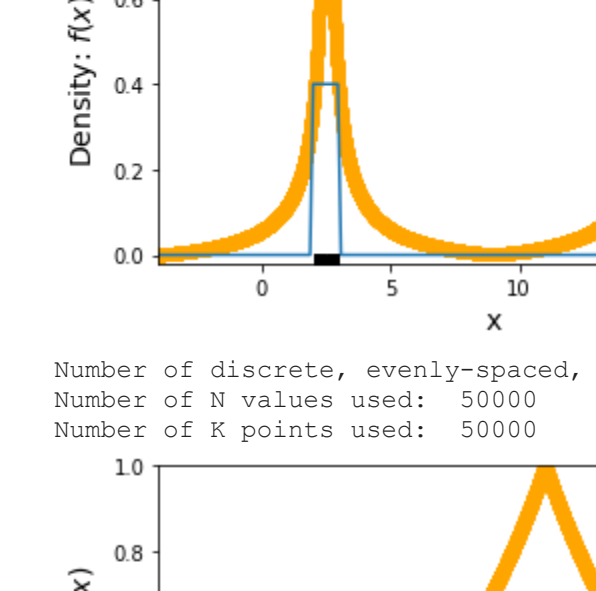 0.6
Density: f(x)
0.4
0.2
0.0
0 5 10
x
Number of discrete, evenly-spaced,
Number of N values used:  50000
Number of K points used:  50000
1.0
0.8
x)